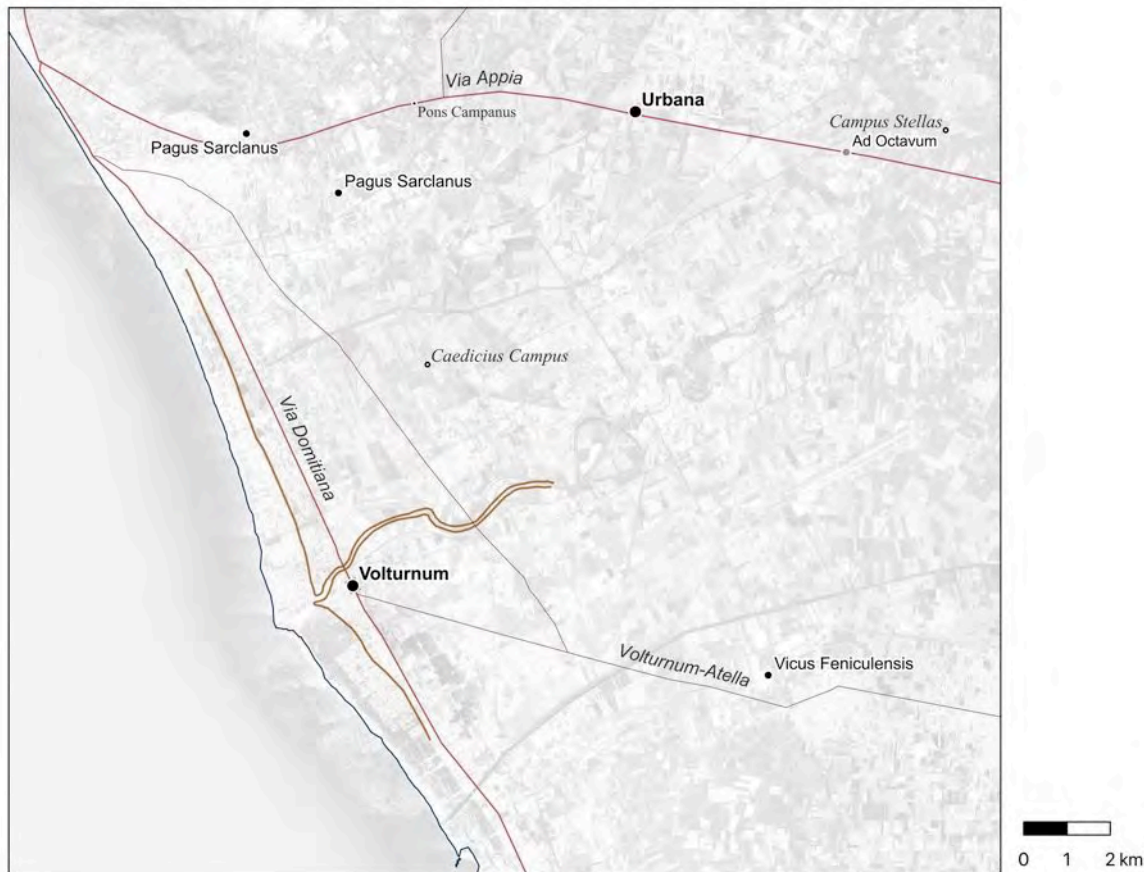 Via Appia
Urbana
Pons Campanus
Campus Stellas
Ad Octavum
Pagus Sarclanus
Pagus Sarclanus
Caedicius Campus
Via Domitiana
Volturnum
Volturnum-Atella
Vicus Feniculensis
0 1 2 km